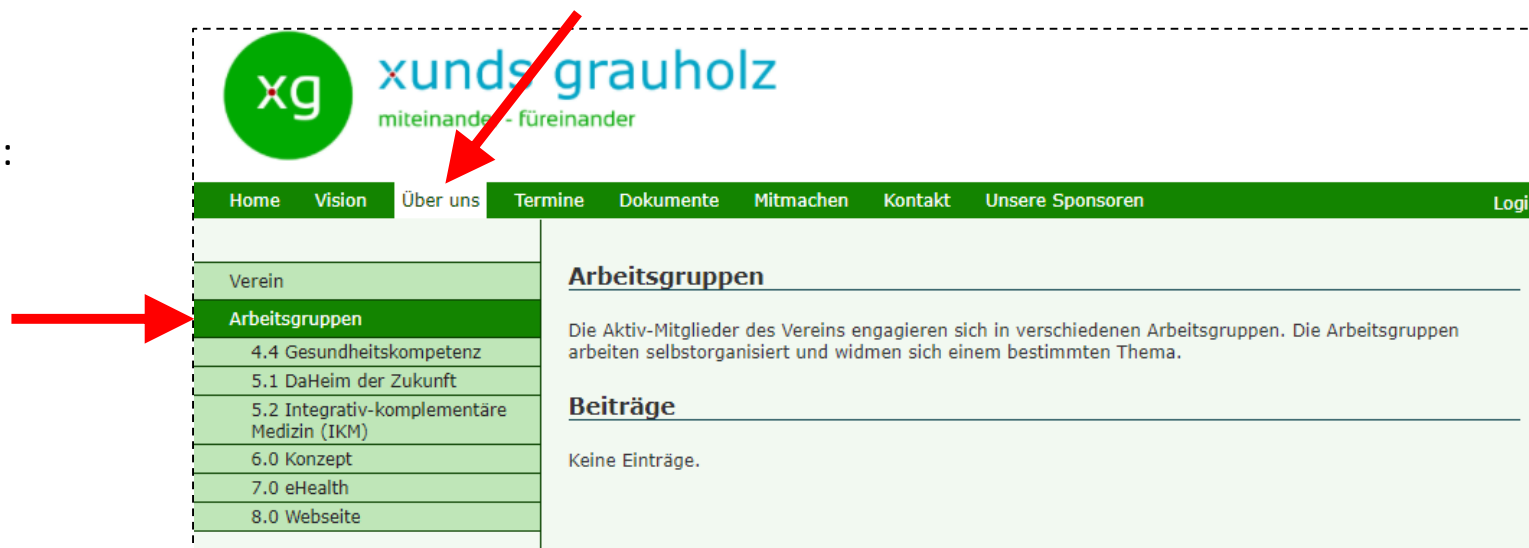 :
xg
xunds grauholz
miteinander - füreinander
Home Vision Über uns Termine Dokumente Mitmachen Kontakt Unsere Sponsoren Logi
Verein
Arbeitsgruppen
4.4 Gesundheitskompetenz
5.1 DaHeim der Zukunft
5.2 Integrativ-komplementäre
Medizin (IKM)
6.0 Konzept
7.0 eHealth
8.0 Webseite
Arbeitsgruppen
Die Aktiv-Mitglieder des Vereins engagieren sich in verschiedenen Arbeitsgruppen. Die Arbeitsgruppen
arbeiten selbstorganisiert und widmen sich einem bestimmten Thema.
Beiträge
Keine Einträge.